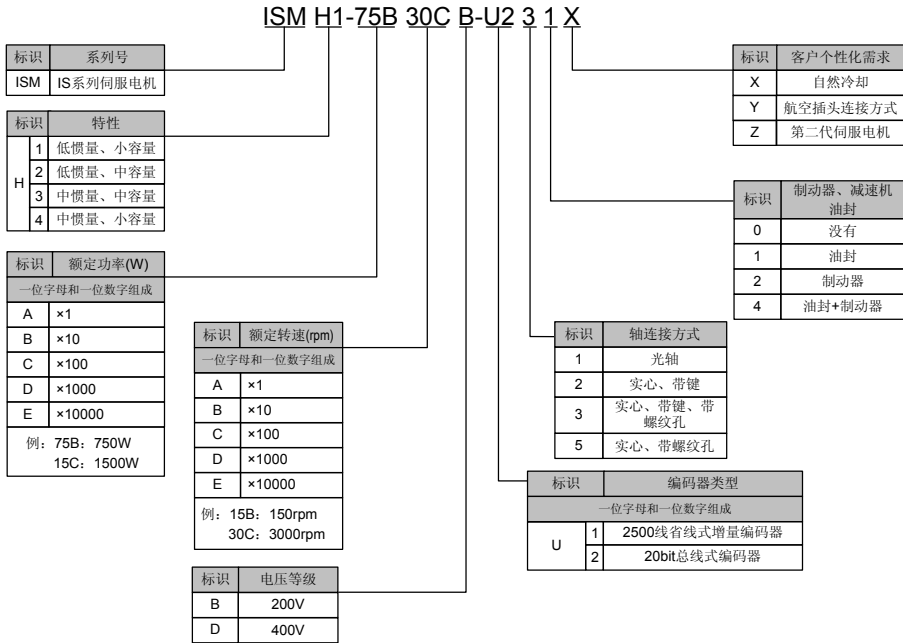 ISM H1-75B 30C B-U2 3 1 X
标识 系列号
ISM IS系列伺服电机
标识 特性
H
1 低惯量、小容量
2 低惯量、中容量
3 中惯量、中容量
4 中惯量、小容量
标识 额定功率(W)
一位字母和一位数字组成
A ×1
B ×10
C ×100
D ×1000
E ×10000
例：75B：750W
15C：1500W
标识 额定转速(rpm)
一位字母和一位数字组成
A ×1
B ×10
C ×100
D ×1000
E ×10000
例：15B：150rpm
30C：3000rpm
标识 电压等级
B 200V
D 400V
标识 客户个性化需求
X 自然冷却
Y 航空插头连接方式
Z 第二代伺服电机
标识 制动器、减速机
油封
0 没有
1 油封
2 制动器
4 油封+制动器
标识 轴连接方式
1 光轴
2 实心、带键
3 实心、带键、带
螺纹孔
5 实心、带螺纹孔
标识 编码器类型
一位字母和一位数字组成
U
1 2500线省线式增量编码器
2 20bit总线式编码器